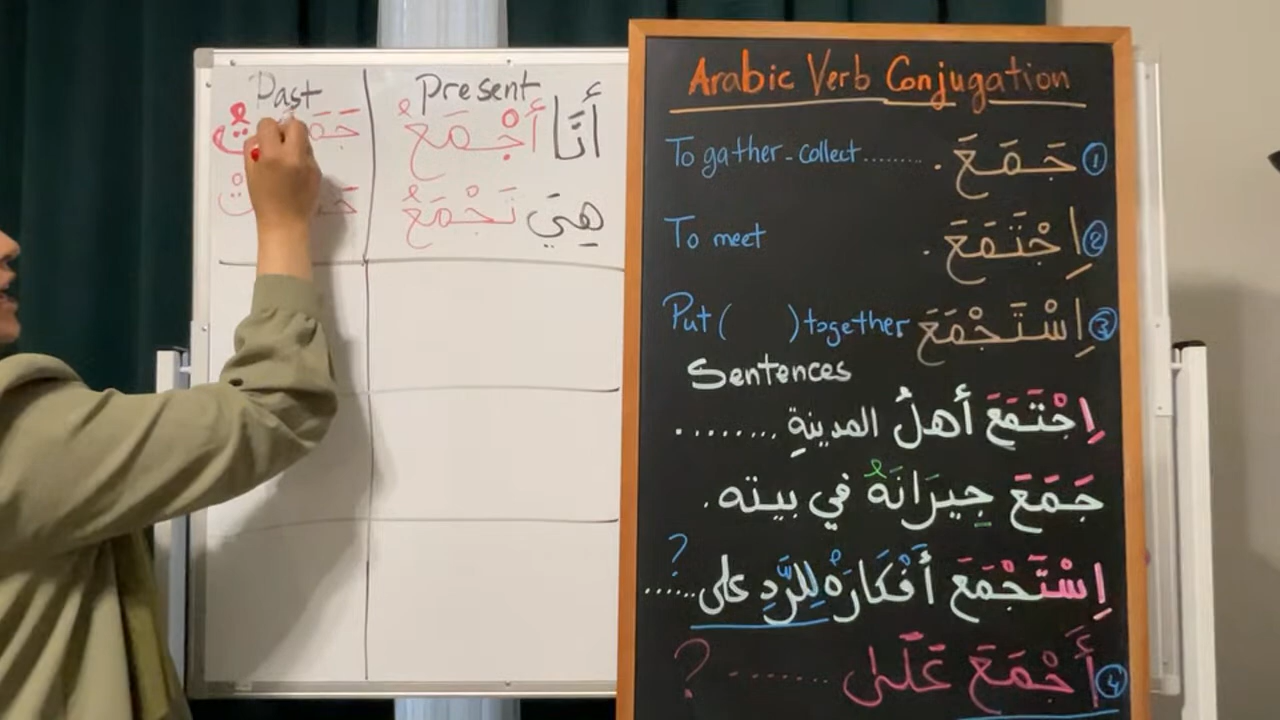 Past
Present
أَنَا أَجْمَعُ
هِيَ تَجْمَعُ
Arabic Verb Conjugation
① جَمَعَ . ........ To gather - collect
② اِجْتَمَعَ . To meet
③ اِسْتَجْمَعَ Put (     ) together
Sentences
اِجْتَمَعَ أَهلُ المدينةِ ........
جَمَعَ جِيرَانَهُ في بيته .
اِسْتَجْمَعَ أَفْكَارَهُ لِلرَّدِ على ...... ?
④ أَجْمَعَ عَلَى ....... ?